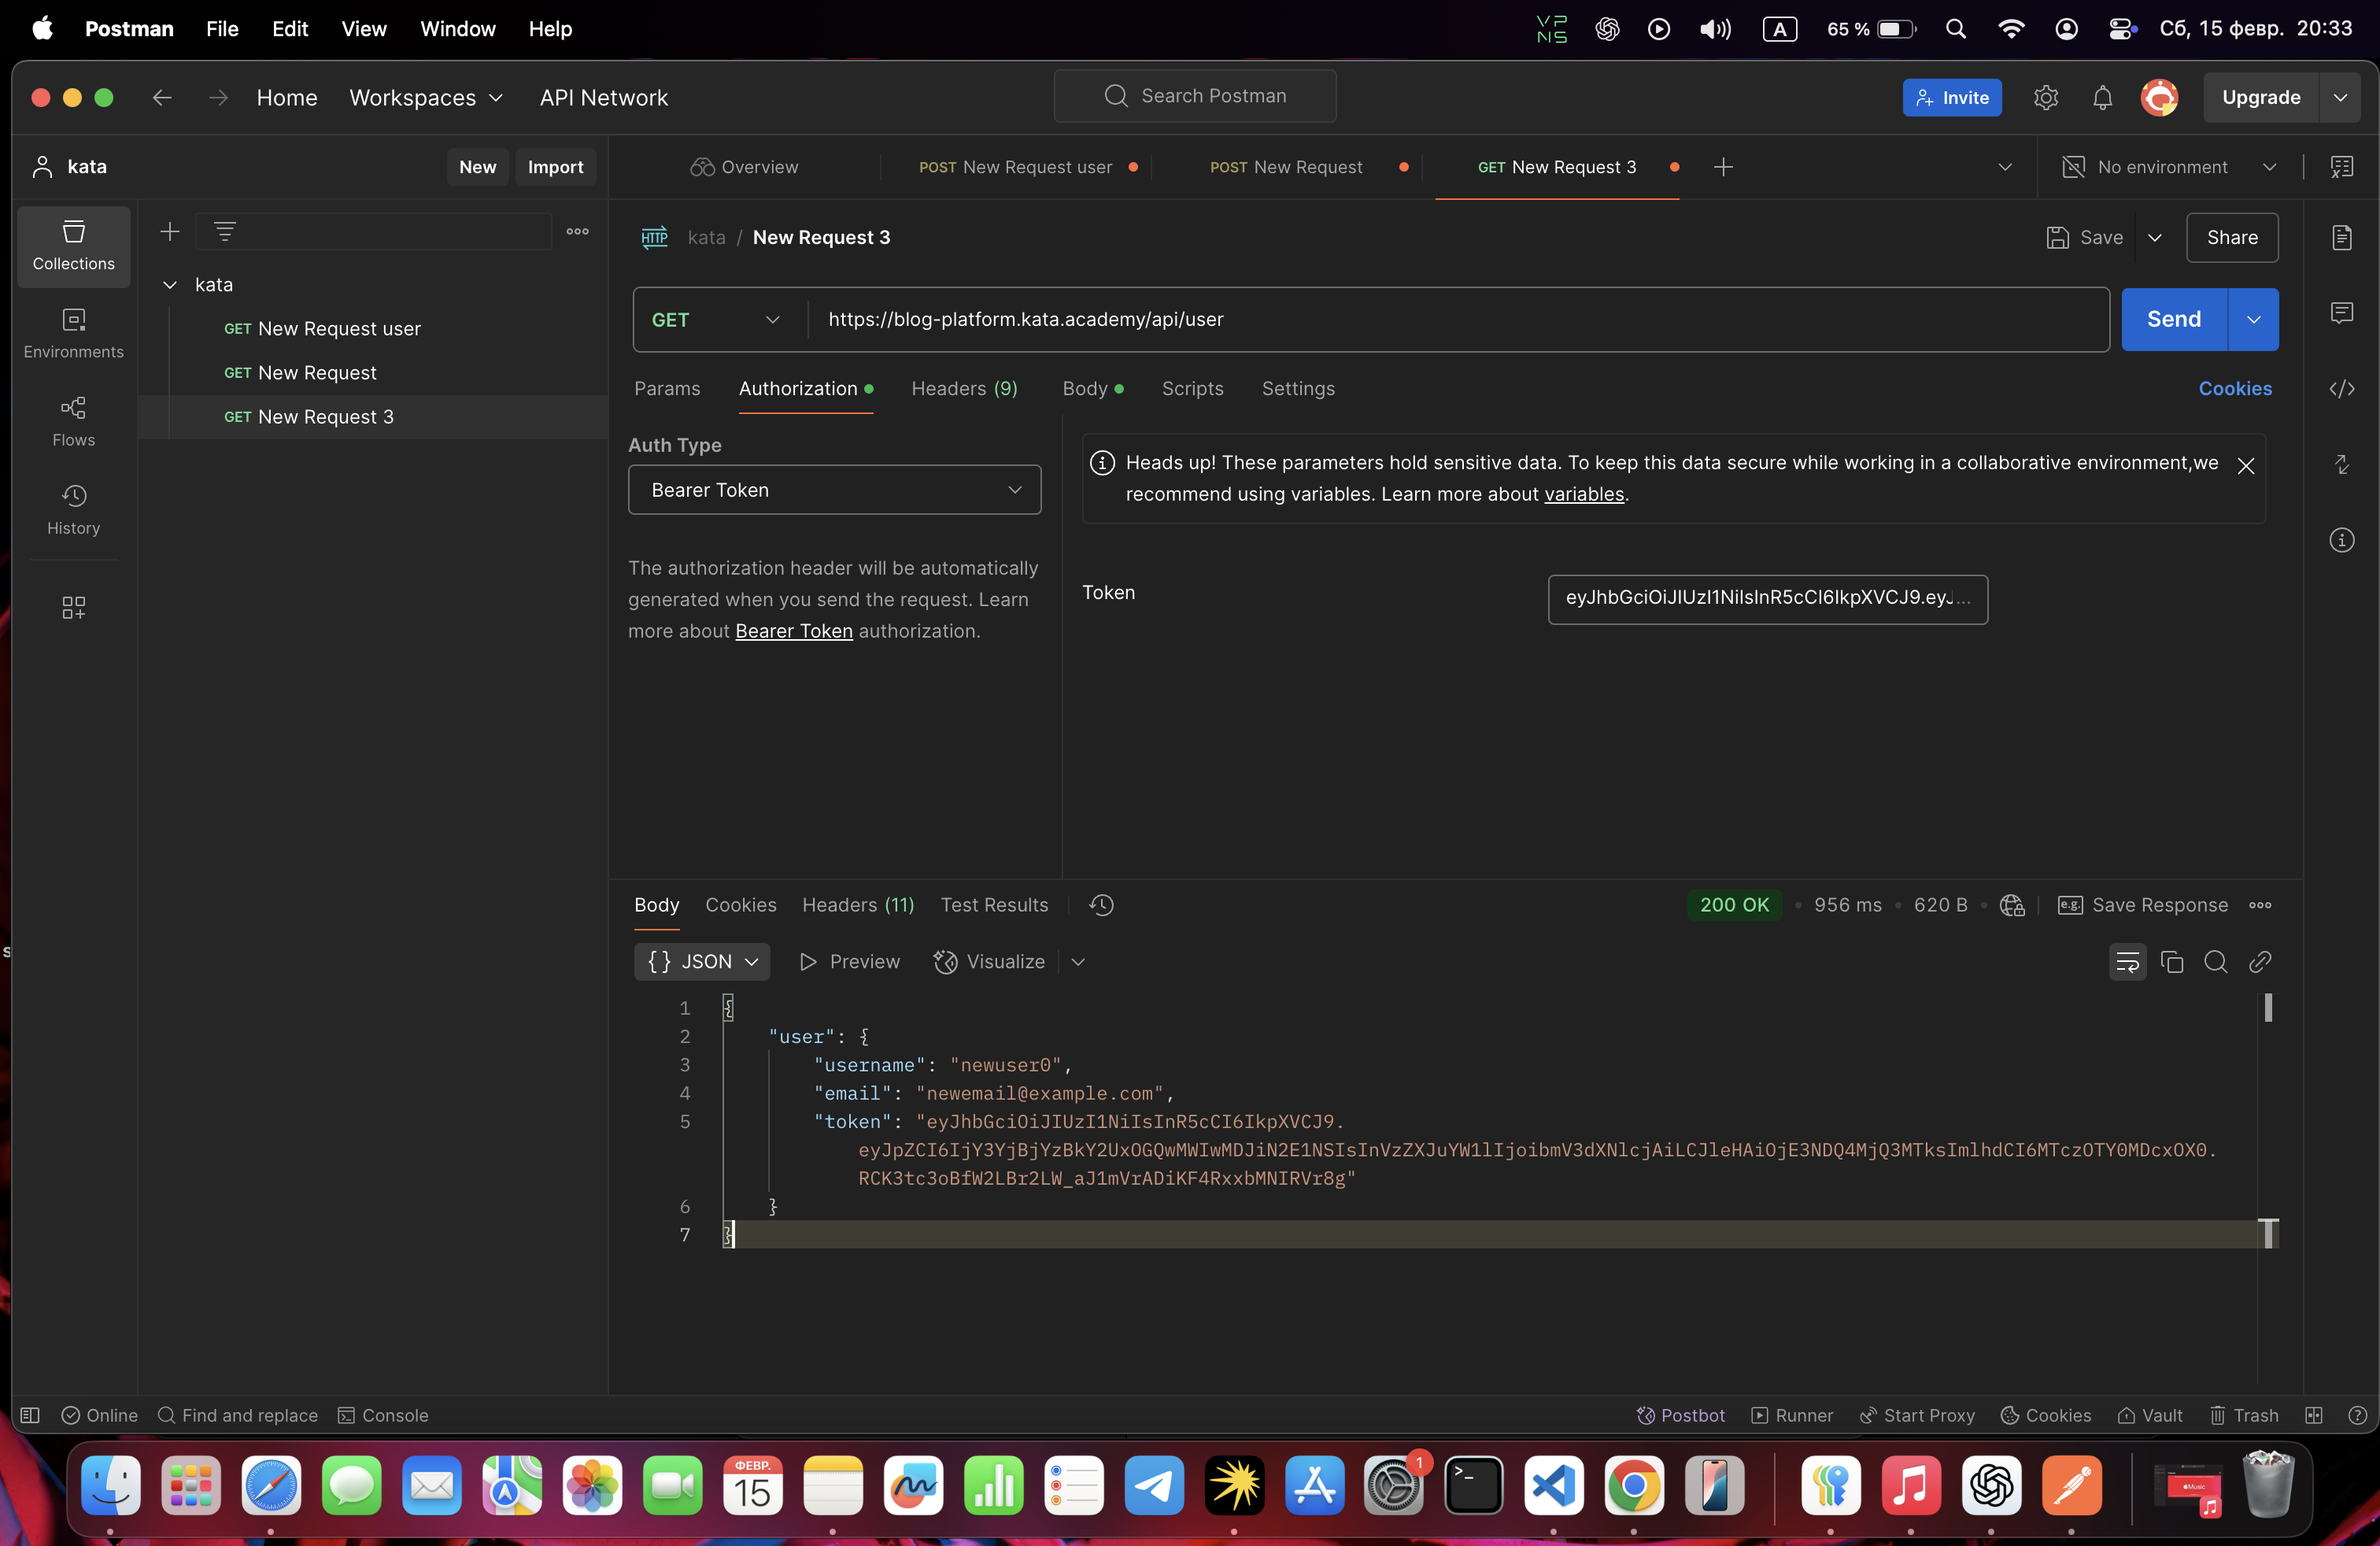 Postman File Edit View Window Help
VPNS A 65 % Сб, 15 февр. 20:33
Home Workspaces API Network
Search Postman
Invite Upgrade
kata New Import
Overview POST New Request user POST New Request GET New Request 3 No environment
Collections
Environments
Flows
History
kata
GET New Request user
GET New Request
GET New Request 3
HTTP kata / New Request 3 Save Share
GET https://blog-platform.kata.academy/api/user Send
Params Authorization Headers (9) Body Scripts Settings Cookies
Auth Type
Bearer Token
The authorization header will be automatically
generated when you send the request. Learn
more about Bearer Token authorization.
Heads up! These parameters hold sensitive data. To keep this data secure while working in a collaborative environment,we
recommend using variables. Learn more about variables.
Token eyJhbGciOiJIUzI1NiIsInR5cCI6IkpXVCJ9.eyJ...
Body Cookies Headers (11) Test Results 200 OK • 956 ms • 620 B e.g. Save Response
{} JSON Preview Visualize
1 {
2 "user": {
3 "username": "newuser0",
4 "email": "newemail@example.com",
5 "token": "eyJhbGciOiJIUzI1NiIsInR5cCI6IkpXVCJ9.
eyJpZCI6IjY3YjBjYzBkY2UxOGQwMWIwMDJiN2E1NSIsInVzZXJuYW1lIjoibmV3dXNlcjAiLCJleHAiOjE3NDQ4MjQ3MTksImlhdCI6MTczOTY0MDcxOX0.
RCK3tc3oBfW2LBr2LW_aJ1mVrADiKF4RxxbMNIRVr8g"
6 }
7 }
Online Find and replace Console Postbot Runner Start Proxy Cookies Vault Trash
ФЕВР.
15
1
Music